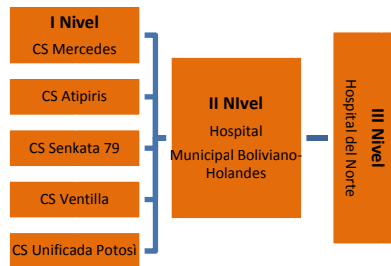 I Nivel
CS Mercedes
CS Atipiris
CS Senkata 79
CS Ventilla
CS Unificada Potosì
II NIvel
Hospital
Municipal Boliviano-
Holandes
III Nivel
Hospital del Norte